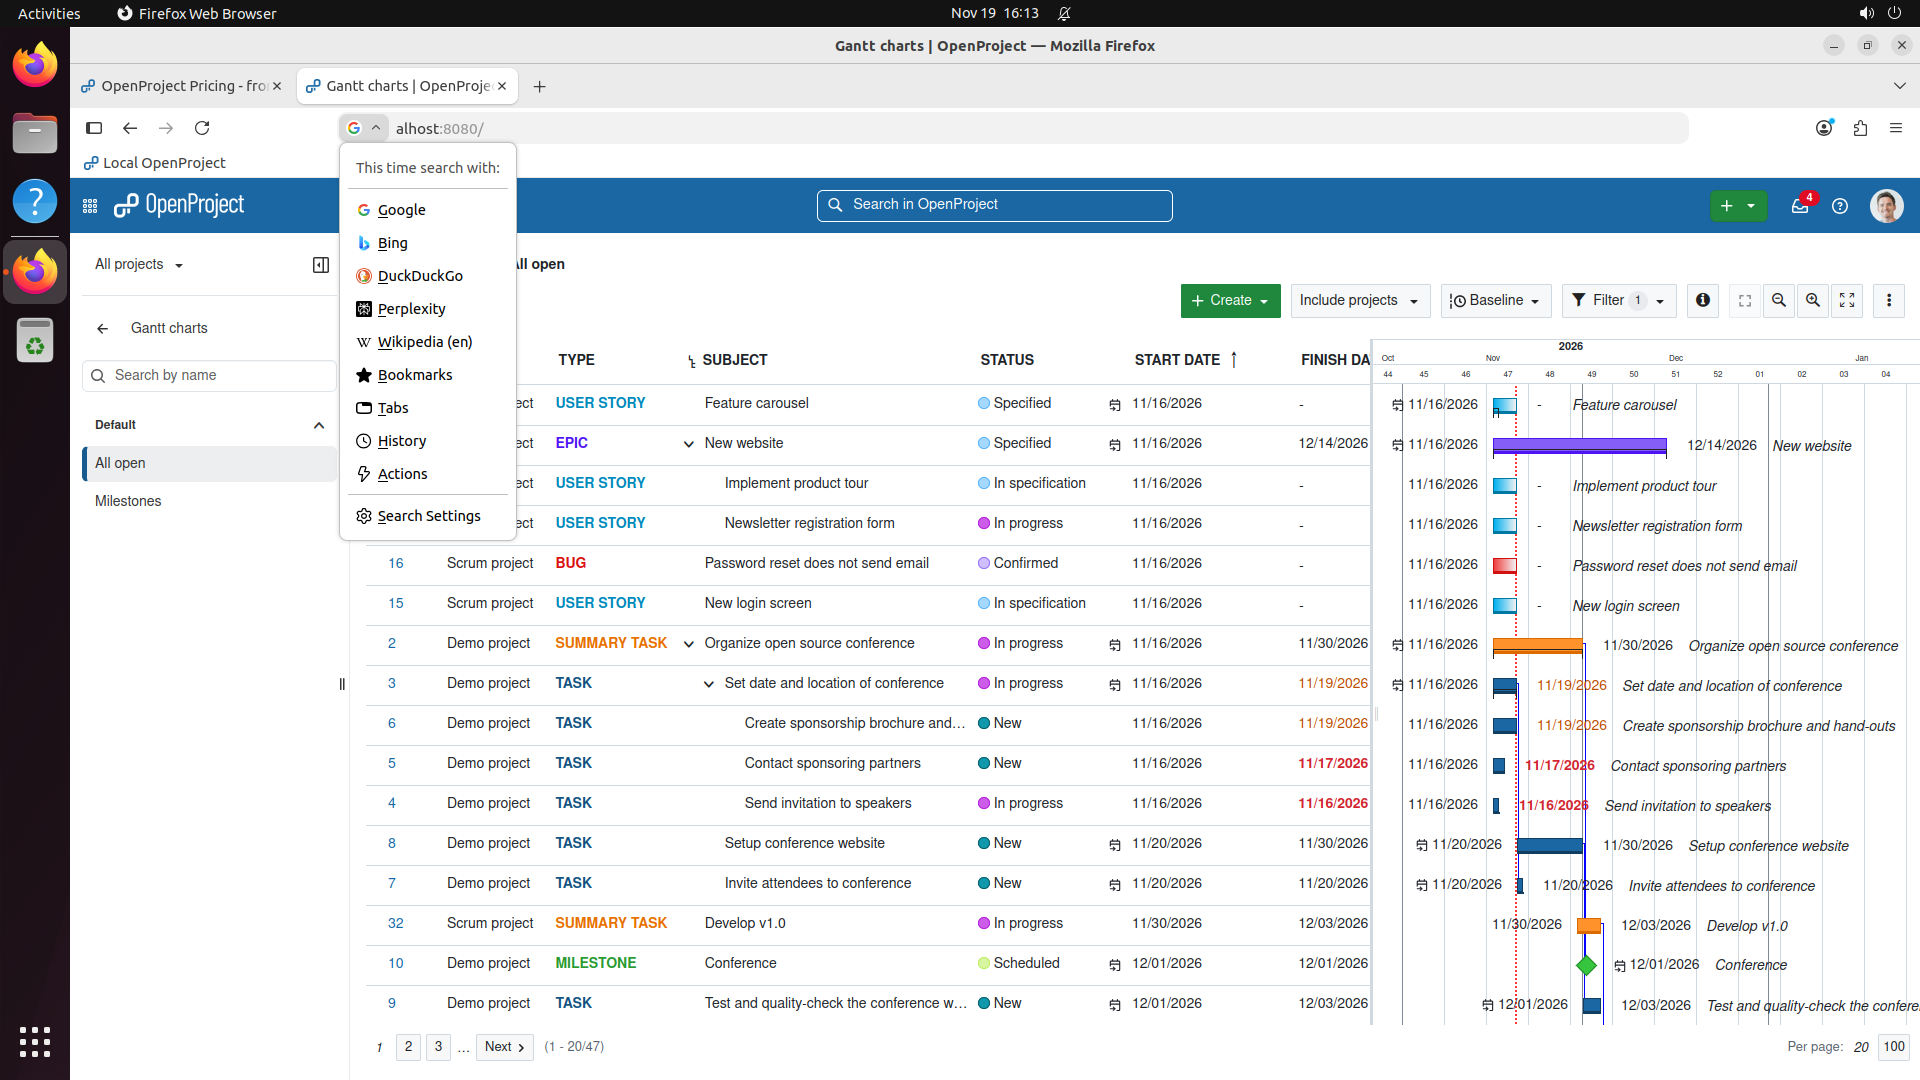 Activities
Firefox Web Browser
Nov 19 16:13
Gantt charts | OpenProject — Mozilla Firefox
OpenProject Pricing - fro
Gantt charts | OpenProje
alhost:8080/
Local OpenProject
This time search with:
Google
Bing
DuckDuckGo
Perplexity
Wikipedia (en)
Bookmarks
Tabs
History
Actions
Search Settings
OpenProject
Search in OpenProject
4
All projects
All open
Gantt charts
Search by name
Default
All open
Milestones
Create
Include projects
Baseline
Filter 1
TYPE SUBJECT STATUS START DATE FINISH DA
ect USER STORY Feature carousel Specified 11/16/2026 -
ect EPIC New website Specified 11/16/2026 12/14/2026
USER STORY Implement product tour In specification 11/16/2026 -
ect USER STORY Newsletter registration form In progress 11/16/2026 -
16 Scrum project BUG Password reset does not send email Confirmed 11/16/2026 -
15 Scrum project USER STORY New login screen In specification 11/16/2026 -
2 Demo project SUMMARY TASK Organize open source conference In progress 11/16/2026 11/30/2026
3 Demo project TASK Set date and location of conference In progress 11/16/2026 11/19/2026
6 Demo project TASK Create sponsorship brochure and… New 11/16/2026 11/19/2026
5 Demo project TASK Contact sponsoring partners New 11/16/2026 11/17/2026
4 Demo project TASK Send invitation to speakers In progress 11/16/2026 11/16/2026
8 Demo project TASK Setup conference website New 11/20/2026 11/30/2026
7 Demo project TASK Invite attendees to conference New 11/20/2026 11/20/2026
32 Scrum project SUMMARY TASK Develop v1.0 In progress 11/30/2026 12/03/2026
10 Demo project MILESTONE Conference Scheduled 12/01/2026 12/01/2026
9 Demo project TASK Test and quality-check the conference w… New 12/01/2026 12/03/2026
2026
Oct Nov Dec Jan
44 45 46 47 48 49 50 51 52 01 02 03 04
11/16/2026 - Feature carousel
11/16/2026 12/14/2026 New website
11/16/2026 - Implement product tour
11/16/2026 - Newsletter registration form
11/16/2026 - Password reset does not send email
11/16/2026 - New login screen
11/16/2026 11/30/2026 Organize open source conference
11/16/2026 11/19/2026 Set date and location of conference
11/16/2026 11/19/2026 Create sponsorship brochure and hand-outs
11/16/2026 11/17/2026 Contact sponsoring partners
11/16/2026 11/16/2026 Send invitation to speakers
11/20/2026 11/30/2026 Setup conference website
11/20/2026 11/20/2026 Invite attendees to conference
11/30/2026 12/03/2026 Develop v1.0
12/01/2026 Conference
12/01/2026 12/03/2026 Test and quality-check the confere
1 2 3 … Next (1 - 20/47)
Per page: 20 100